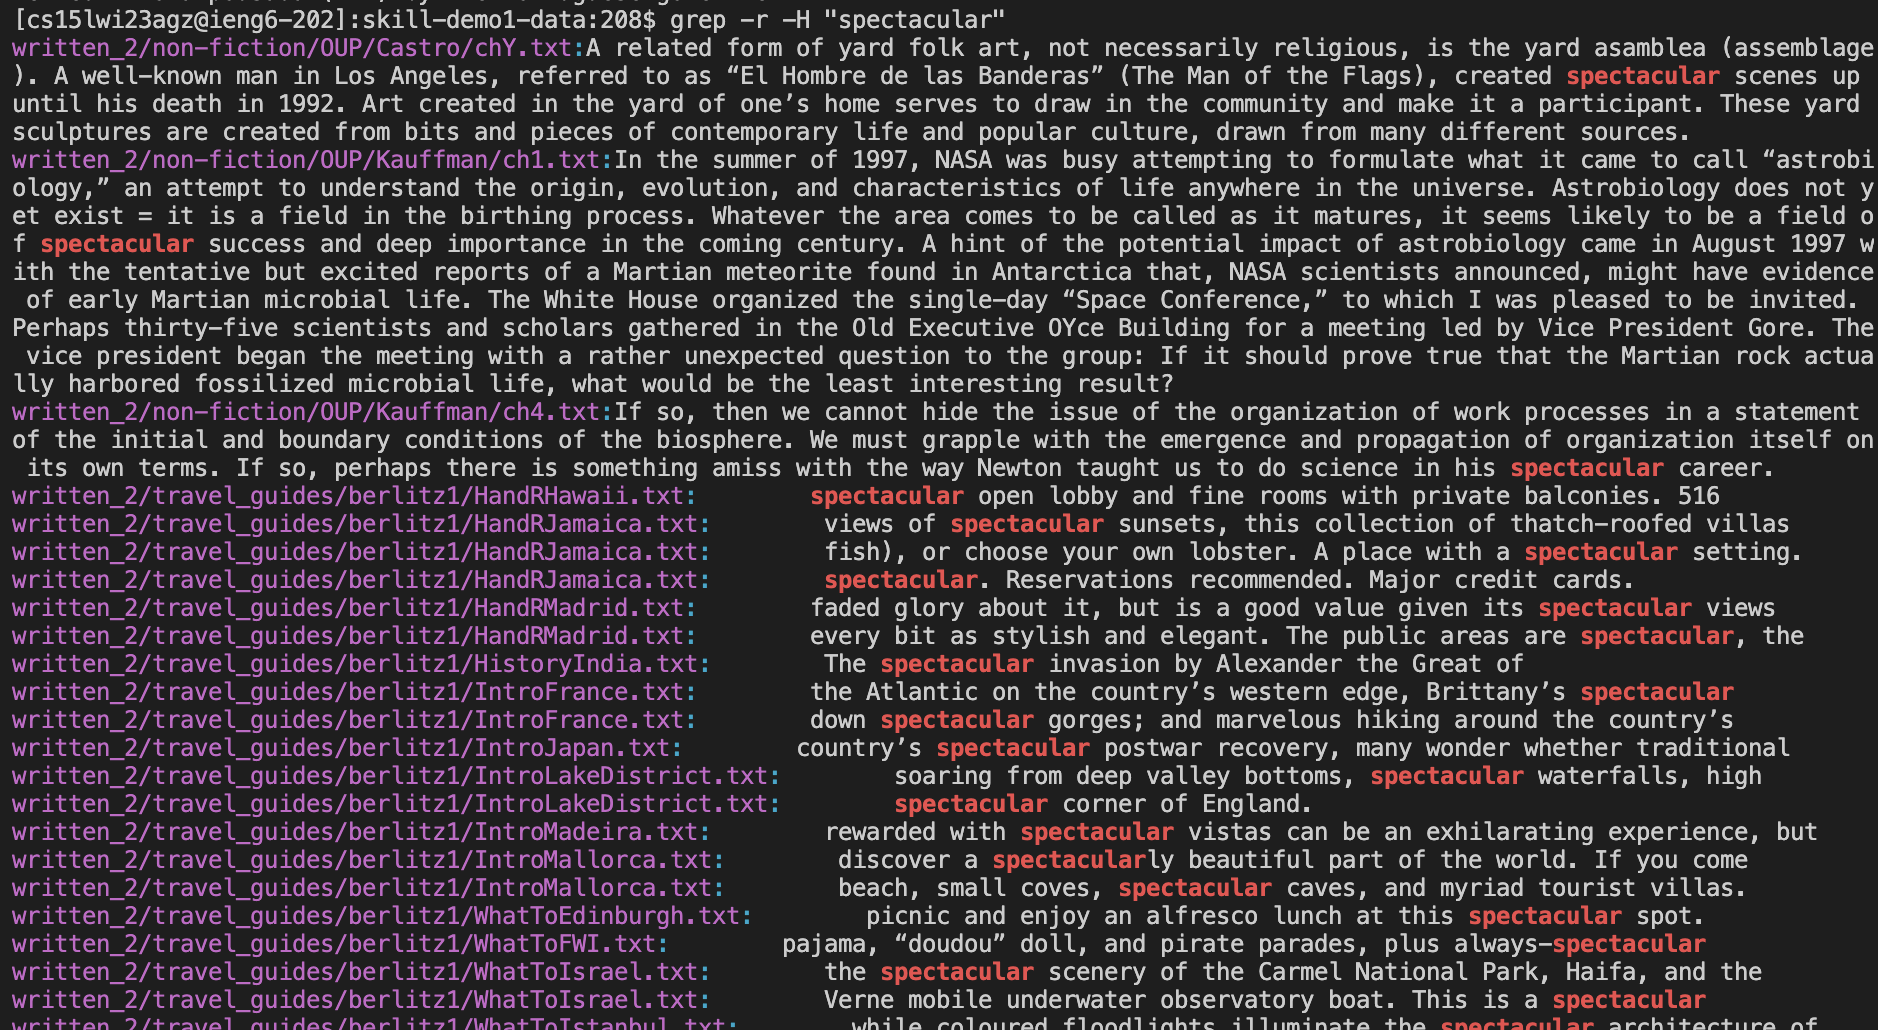 [cs15lwi23agz@ieng6-202]:skill-demo1-data:208$ grep -r -H "spectacular"
written_2/non-fiction/OUP/Castro/chY.txt:A related form of yard folk art, not necessarily religious, is the yard asamblea (assemblage
). A well-known man in Los Angeles, referred to as “El Hombre de las Banderas” (The Man of the Flags), created spectacular scenes up
until his death in 1992. Art created in the yard of one’s home serves to draw in the community and make it a participant. These yard
sculptures are created from bits and pieces of contemporary life and popular culture, drawn from many different sources.
written_2/non-fiction/OUP/Kauffman/ch1.txt:In the summer of 1997, NASA was busy attempting to formulate what it came to call “astrobi
ology,” an attempt to understand the origin, evolution, and characteristics of life anywhere in the universe. Astrobiology does not y
et exist = it is a field in the birthing process. Whatever the area comes to be called as it matures, it seems likely to be a field o
f spectacular success and deep importance in the coming century. A hint of the potential impact of astrobiology came in August 1997 w
ith the tentative but excited reports of a Martian meteorite found in Antarctica that, NASA scientists announced, might have evidence
 of early Martian microbial life. The White House organized the single-day “Space Conference,” to which I was pleased to be invited.
Perhaps thirty-five scientists and scholars gathered in the Old Executive OYce Building for a meeting led by Vice President Gore. The
 vice president began the meeting with a rather unexpected question to the group: If it should prove true that the Martian rock actua
lly harbored fossilized microbial life, what would be the least interesting result?
written_2/non-fiction/OUP/Kauffman/ch4.txt:If so, then we cannot hide the issue of the organization of work processes in a statement
of the initial and boundary conditions of the biosphere. We must grapple with the emergence and propagation of organization itself on
 its own terms. If so, perhaps there is something amiss with the way Newton taught us to do science in his spectacular career.
written_2/travel_guides/berlitz1/HandRHawaii.txt:        spectacular open lobby and fine rooms with private balconies. 516
written_2/travel_guides/berlitz1/HandRJamaica.txt:        views of spectacular sunsets, this collection of thatch-roofed villas
written_2/travel_guides/berlitz1/HandRJamaica.txt:        fish), or choose your own lobster. A place with a spectacular setting.
written_2/travel_guides/berlitz1/HandRJamaica.txt:        spectacular. Reservations recommended. Major credit cards.
written_2/travel_guides/berlitz1/HandRMadrid.txt:        faded glory about it, but is a good value given its spectacular views
written_2/travel_guides/berlitz1/HandRMadrid.txt:        every bit as stylish and elegant. The public areas are spectacular, the
written_2/travel_guides/berlitz1/HistoryIndia.txt:        The spectacular invasion by Alexander the Great of
written_2/travel_guides/berlitz1/IntroFrance.txt:        the Atlantic on the country’s western edge, Brittany’s spectacular
written_2/travel_guides/berlitz1/IntroFrance.txt:        down spectacular gorges; and marvelous hiking around the country’s
written_2/travel_guides/berlitz1/IntroJapan.txt:        country’s spectacular postwar recovery, many wonder whether traditional
written_2/travel_guides/berlitz1/IntroLakeDistrict.txt:        soaring from deep valley bottoms, spectacular waterfalls, high
written_2/travel_guides/berlitz1/IntroLakeDistrict.txt:        spectacular corner of England.
written_2/travel_guides/berlitz1/IntroMadeira.txt:        rewarded with spectacular vistas can be an exhilarating experience, but
written_2/travel_guides/berlitz1/IntroMallorca.txt:        discover a spectacularly beautiful part of the world. If you come
written_2/travel_guides/berlitz1/IntroMallorca.txt:        beach, small coves, spectacular caves, and myriad tourist villas.
written_2/travel_guides/berlitz1/WhatToEdinburgh.txt:        picnic and enjoy an alfresco lunch at this spectacular spot.
written_2/travel_guides/berlitz1/WhatToFWI.txt:        pajama, “doudou” doll, and pirate parades, plus always-spectacular
written_2/travel_guides/berlitz1/WhatToIsrael.txt:        the spectacular scenery of the Carmel National Park, Haifa, and the
written_2/travel_guides/berlitz1/WhatToIsrael.txt:        Verne mobile underwater observatory boat. This is a spectacular
written_2/travel_guides/berlitz1/WhatToIstanbul.txt:        while coloured floodlights illuminate the spectacular architecture of